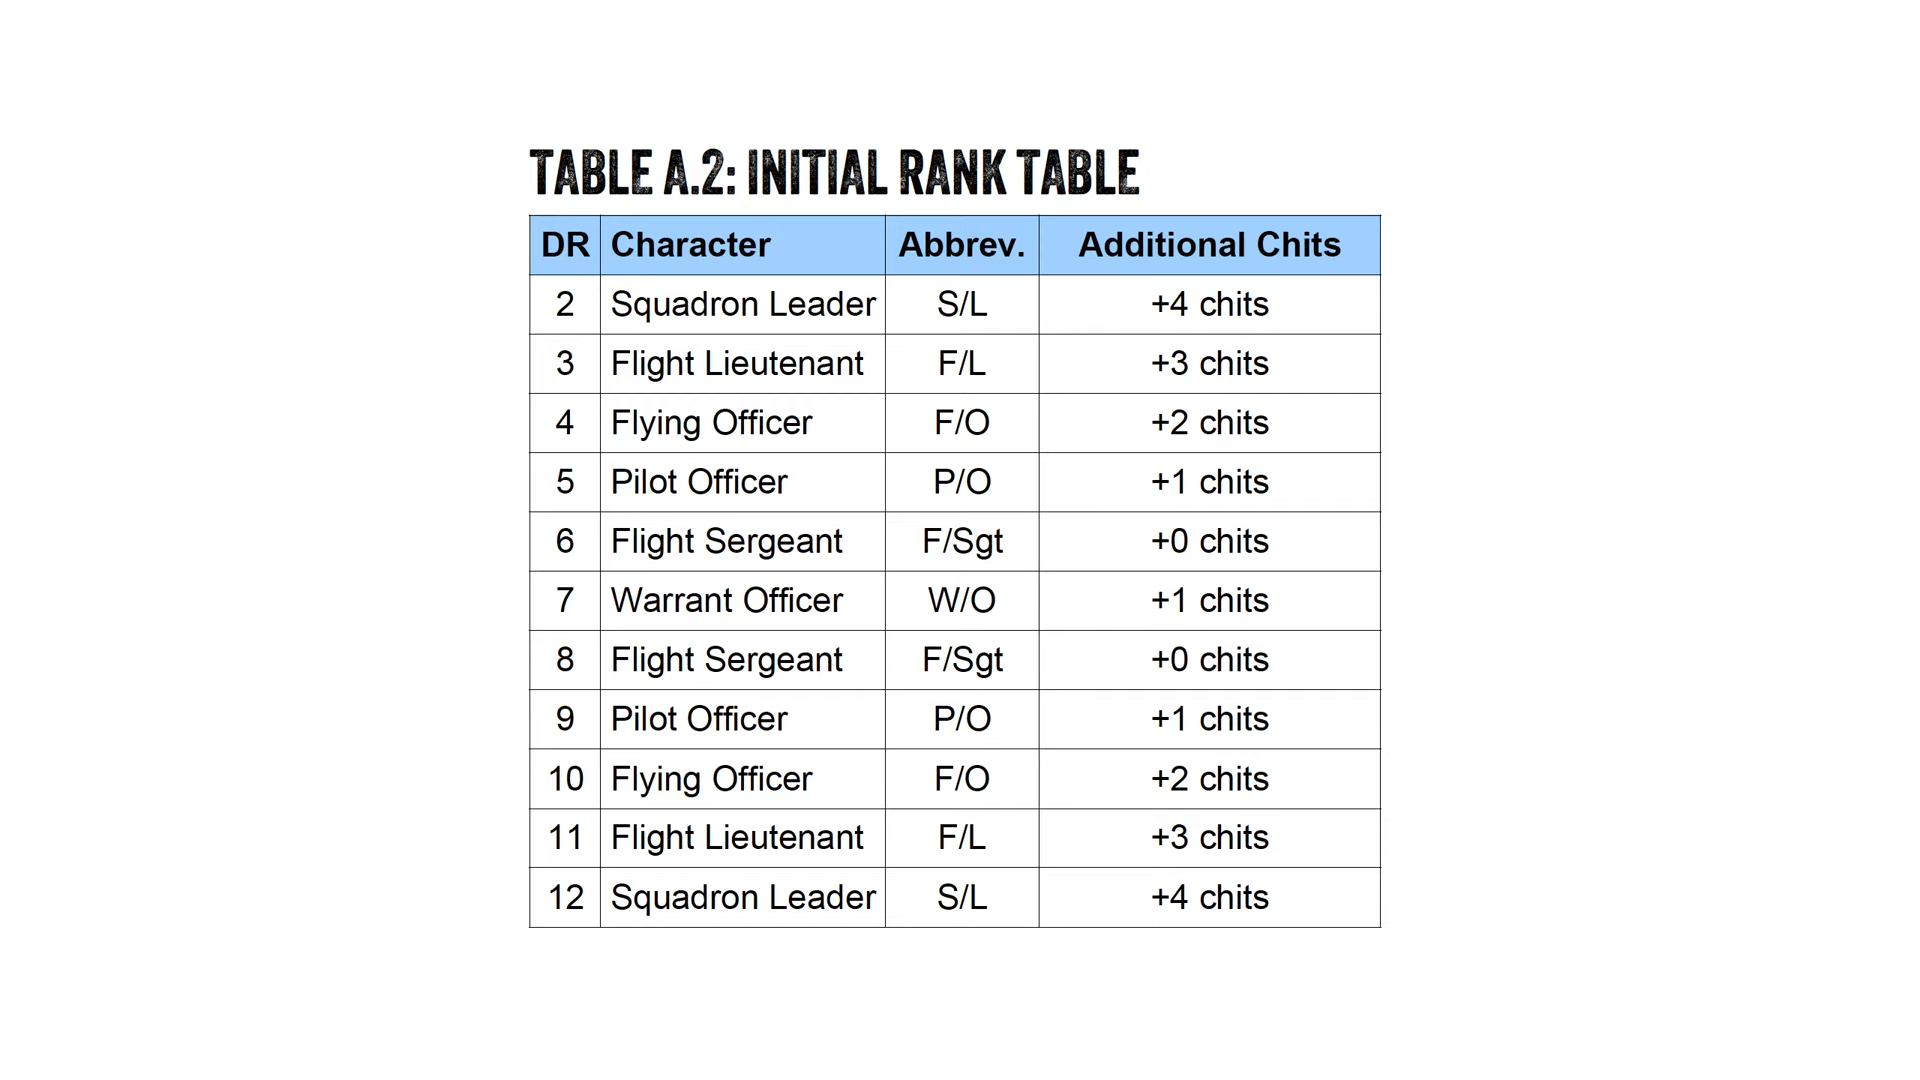 TABLE A.2: INITIAL RANK TABLE
DR Character Abbrev. Additional Chits
2 Squadron Leader S/L +4 chits
3 Flight Lieutenant F/L +3 chits
4 Flying Officer F/O +2 chits
5 Pilot Officer P/O +1 chits
6 Flight Sergeant F/Sgt +0 chits
7 Warrant Officer W/O +1 chits
8 Flight Sergeant F/Sgt +0 chits
9 Pilot Officer P/O +1 chits
10 Flying Officer F/O +2 chits
11 Flight Lieutenant F/L +3 chits
12 Squadron Leader S/L +4 chits